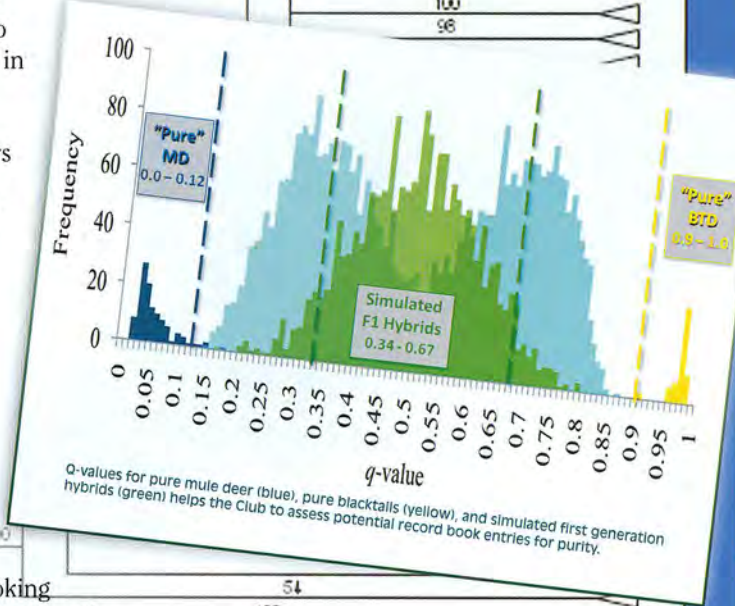 100
98
in
100
80
60
40
20
0
Frequency
"Pure"
MD
0.0 – 0.12
Simulated
F1 Hybrids
0.34 - 0.67
"Pure"
BTD
0.9 – 1.0
0
0.05
0.1
0.15
0.2
0.25
0.3
0.35
0.4
0.45
0.5
0.55
0.6
0.65
0.7
0.75
0.8
0.85
0.9
0.95
1
q-value
Q-values for pure mule deer (blue), pure blacktails (yellow), and simulated first generation
hybrids (green) helps the Club to assess potential record book entries for purity.
54